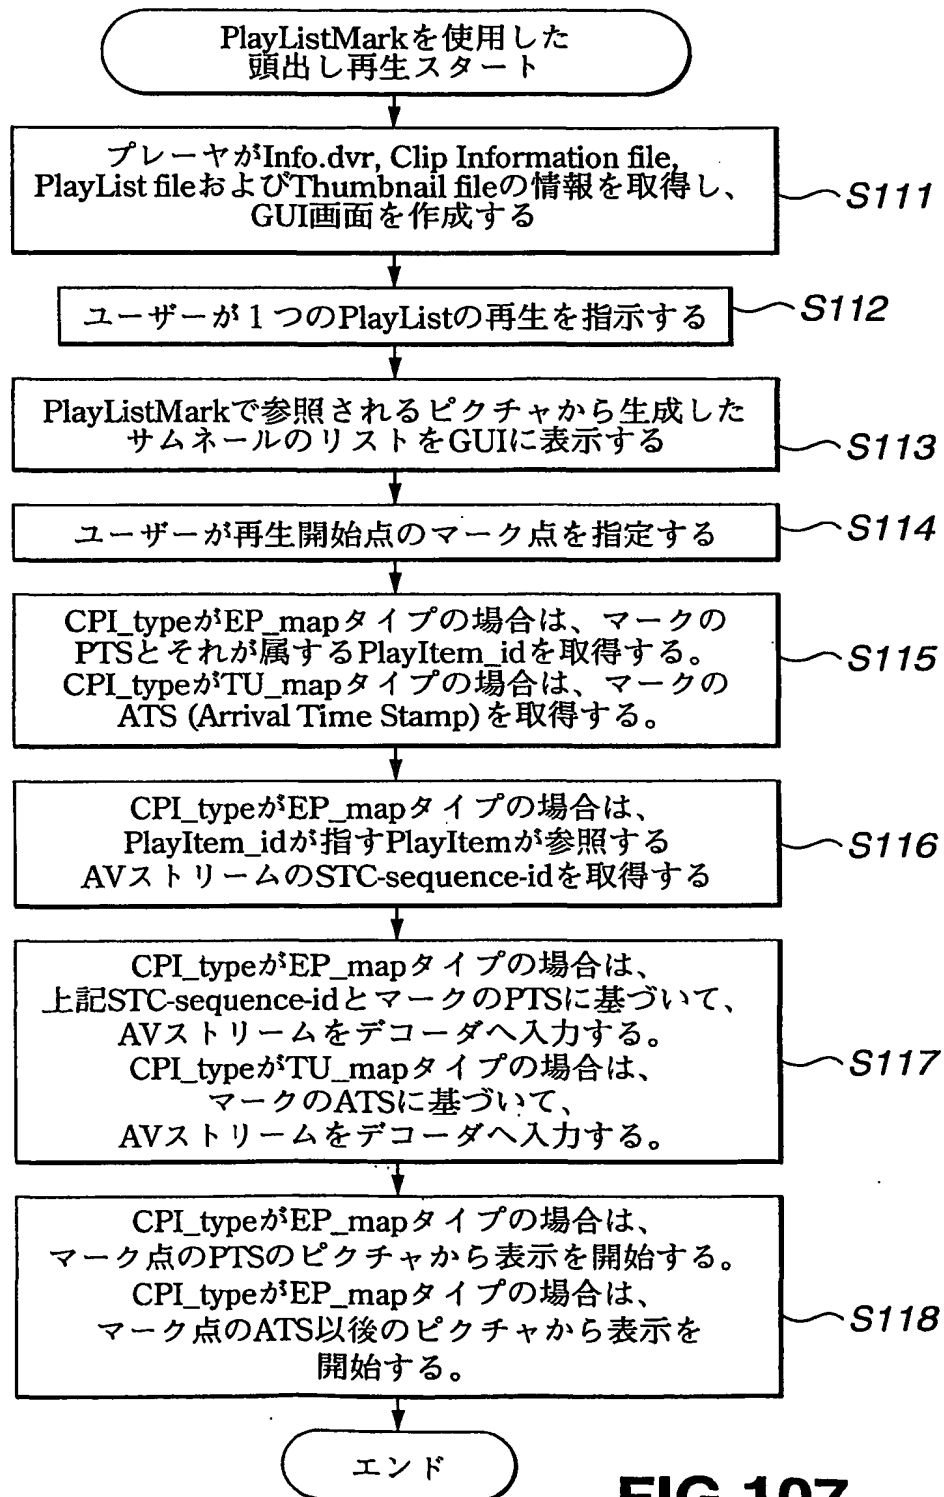 PlayListMarkを使用した
頭出し再生スタート
プレーヤがInfo.dvr, Clip Information file,
PlayList fileおよびThumbnail fileの情報を取得し、
GUI画面を作成する
S111
ユーザーが1つのPlayListの再生を指示する
S112
PlayListMarkで参照されるピクチャから生成した
サムネールのリストをGUIに表示する
S113
ユーザーが再生開始点のマーク点を指定する
S114
CPI_typeがEP_mapタイプの場合は、マークの
PTSとそれが属するPlayItem_idを取得する。
CPI_typeがTU_mapタイプの場合は、マークの
ATS (Arrival Time Stamp)を取得する。
S115
CPI_typeがEP_mapタイプの場合は、
PlayItem_idが指すPlayItemが参照する
AVストリームのSTC-sequence-idを取得する
S116
CPI_typeがEP_mapタイプの場合は、
上記STC-sequence-idとマークのPTSに基づいて、
AVストリームをデコーダへ入力する。
CPI_typeがTU_mapタイプの場合は、
マークのATSに基づいて、
AVストリームをデコーダへ入力する。
S117
CPI_typeがEP_mapタイプの場合は、
マーク点のPTSのピクチャから表示を開始する。
CPI_typeがEP_mapタイプの場合は、
マーク点のATS以後のピクチャから表示を
開始する。
S118
エンド
FIG.107